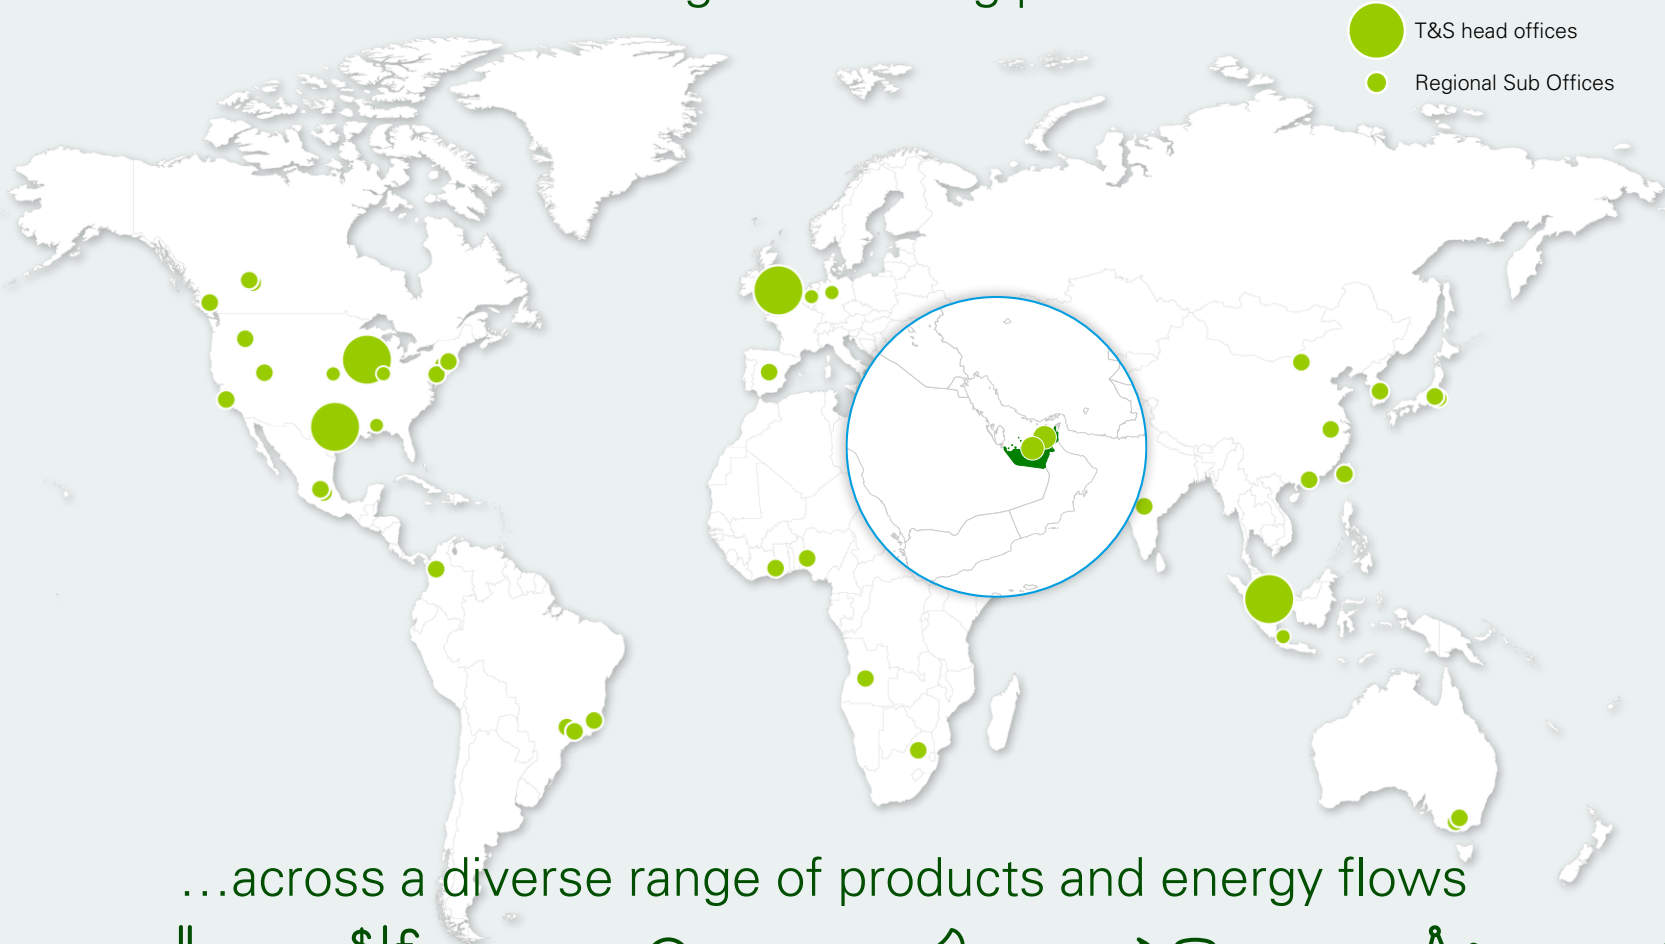 T&S head offices
Regional Sub Offices
…across a diverse range of products and energy flows